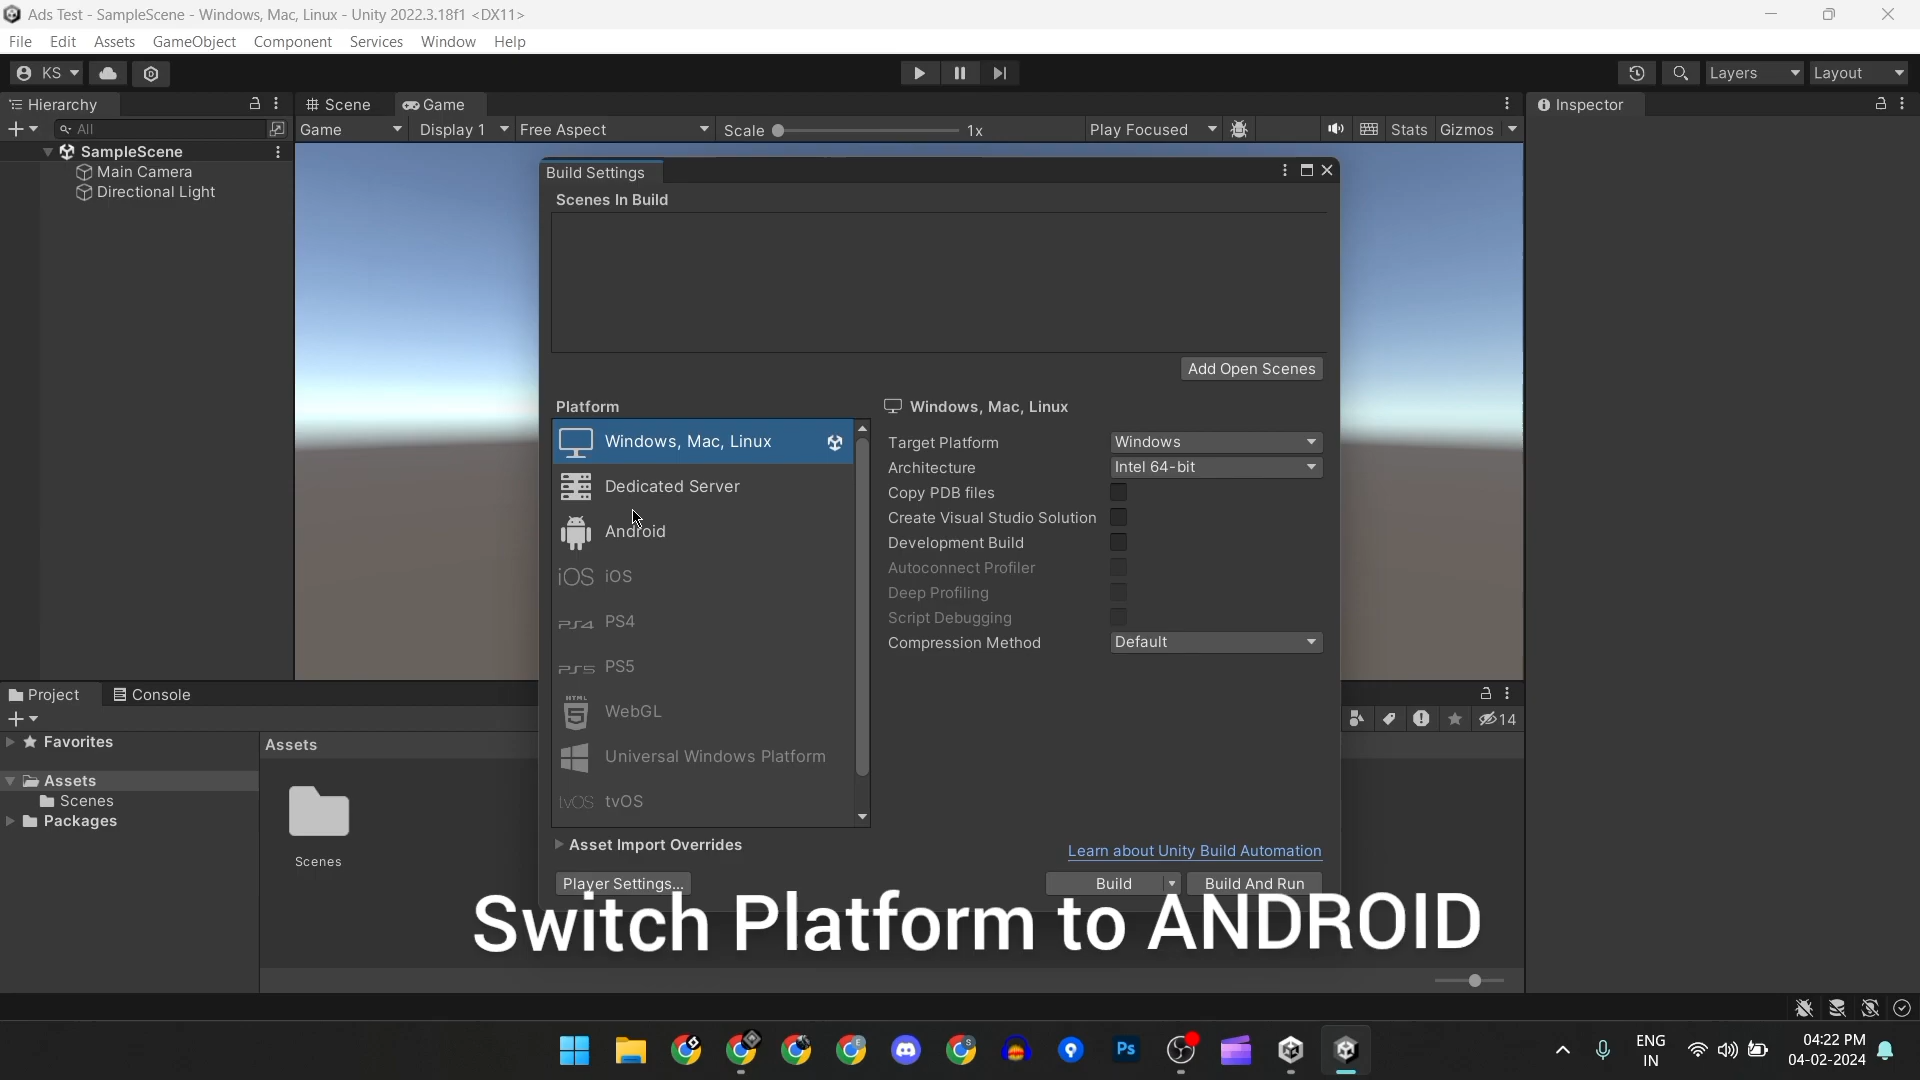 Ads Test - SampleScene - Windows, Mac, Linux - Unity 2022.3.18f1 <DX11>
File Edit Assets GameObject Component Services Window Help
KS Layers Layout
Hierarchy Scene Game Inspector
All Game Display 1 Free Aspect Scale 1x Play Focused Stats Gizmos
SampleScene
Main Camera
Directional Light
Build Settings
Scenes In Build
Add Open Scenes
Platform
Windows, Mac, Linux
Windows, Mac, Linux
Dedicated Server
Android
iOS iOS
PS4 PS4
PS5 PS5
HTML 5 WebGL
Universal Windows Platform
tvOS tvOS
Target Platform Windows
Architecture Intel 64-bit
Copy PDB files
Create Visual Studio Solution
Development Build
Autoconnect Profiler
Deep Profiling
Script Debugging
Compression Method Default
Asset Import Overrides
Learn about Unity Build Automation
Player Settings... Build Build And Run
Project Console
14
Favorites
Assets
Scenes
Packages
Assets
Scenes
Switch Platform to ANDROID
E S Ps
ENG
IN
04:22 PM
04-02-2024